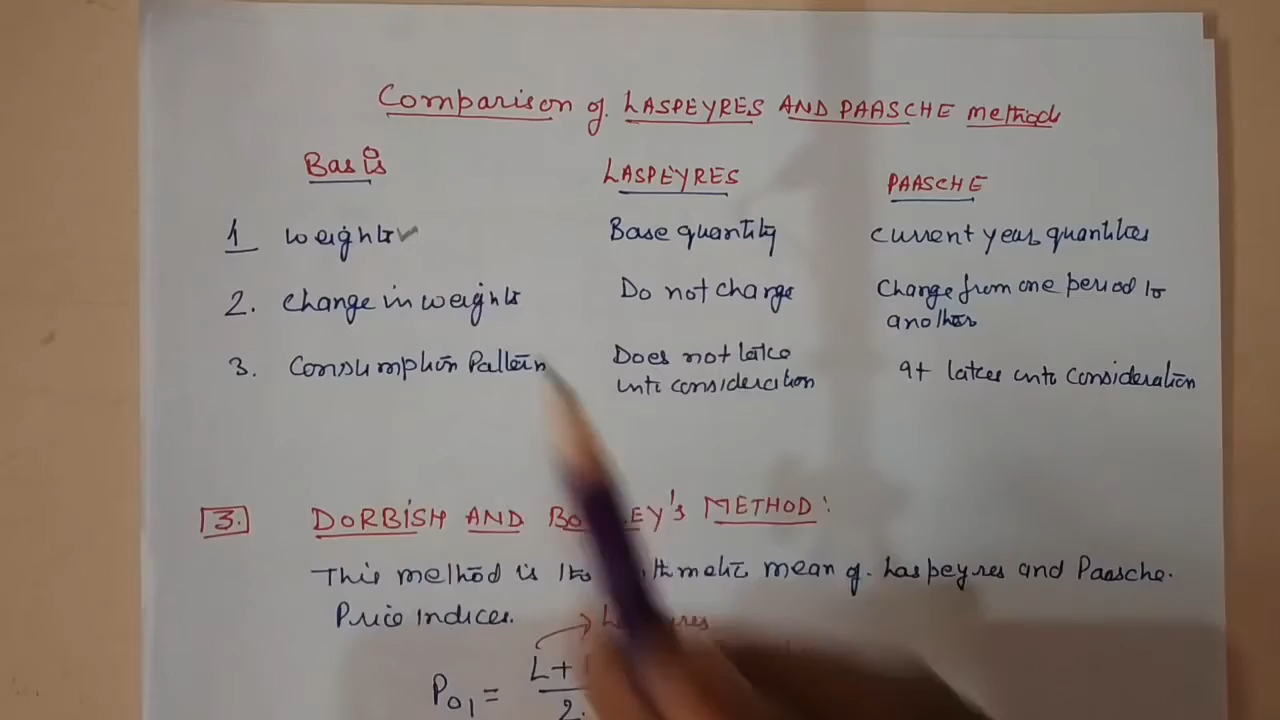 Comparison of LASPEYRES AND PAASCHE methods
Basis LASPEYRES PAASCHE
1 weights Base quantity Current year quantities
2. Change in weights Do not change Change from one period to
another
3. Consumption Pattern Does not take
into consideration It takes into consideration
3. DORBISH AND METHOD:
This method is the mean of Laspeyres and Paasche.
Price indices.
P01 = L+
2